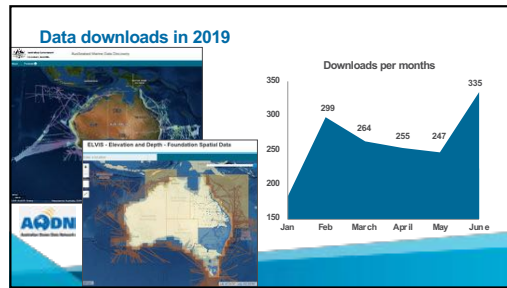 Data downloads in 2019
Australian Government
Marine Data Discovery
ELVIS - Elevation and Depth - Foundation Spatial Data
AODN
Australian Ocean Data Network
Downloads per months
350
300
250
200
150
299
264
255
247
335
Jan
Feb
March
April
May
June